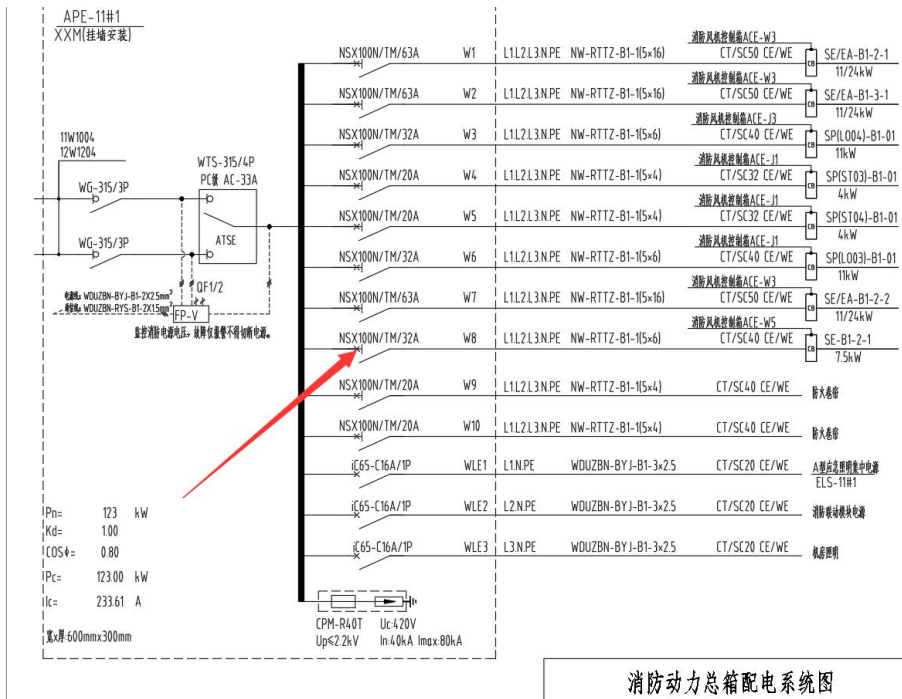 APE-11#1
XXM(挂墙安装)
11W1004
12W1204
WG-315/3P
WG-315/3P
WTS-315/4P
PC级 AC-33A
ATSE
QF1/2
电源线: WDUZBN-BYJ-B1-2X2.5mm²
通信线: WDUZBN-RYS-B1-2X1.5mm²
FP-V
监控消防电源电压, 故障仅报警不得切断电源。
消防风机控制箱ACE-W3
NSX100N/TM/63A W1 L1.L2.L3.N.PE NW-RTTZ-B1-1(5×16) CT/SC50 CE/WE CB SE/EA-B1-2-1
11/24kW
消防风机控制箱ACE-W3
NSX100N/TM/63A W2 L1.L2.L3.N.PE NW-RTTZ-B1-1(5×16) CT/SC50 CE/WE CB SE/EA-B1-3-1
11/24kW
消防风机控制箱ACE-J3
NSX100N/TM/32A W3 L1.L2.L3.N.PE NW-RTTZ-B1-1(5×6) CT/SC40 CE/WE CB SP(L004)-B1-01
11kW
消防风机控制箱ACE-J1
NSX100N/TM/20A W4 L1.L2.L3.N.PE NW-RTTZ-B1-1(5×4) CT/SC32 CE/WE CB SP(ST03)-B1-01
4kW
消防风机控制箱ACE-J1
NSX100N/TM/20A W5 L1.L2.L3.N.PE NW-RTTZ-B1-1(5×4) CT/SC32 CE/WE CB SP(ST04)-B1-01
4kW
消防风机控制箱ACE-J1
NSX100N/TM/32A W6 L1.L2.L3.N.PE NW-RTTZ-B1-1(5×6) CT/SC40 CE/WE CB SP(L003)-B1-01
11kW
消防风机控制箱ACE-W3
NSX100N/TM/63A W7 L1.L2.L3.N.PE NW-RTTZ-B1-1(5×16) CT/SC50 CE/WE CB SE/EA-B1-2-2
11/24kW
消防风机控制箱ACE-W5
NSX100N/TM/32A W8 L1.L2.L3.N.PE NW-RTTZ-B1-1(5×6) CT/SC40 CE/WE CB SE-B1-2-1
7.5kW
NSX100N/TM/20A W9 L1.L2.L3.N.PE NW-RTTZ-B1-1(5×4) CT/SC40 CE/WE 防火卷帘
NSX100N/TM/20A W10 L1.L2.L3.N.PE NW-RTTZ-B1-1(5×4) CT/SC40 CE/WE 防火卷帘
iC65-C16A/1P WLE1 L1.N.PE WDUZBN-BYJ-B1-3×2.5 CT/SC20 CE/WE A型应急照明集中电源
ELS-11#1
iC65-C16A/1P WLE2 L2.N.PE WDUZBN-BYJ-B1-3×2.5 CT/SC20 CE/WE 消防联动模块电源
iC65-C16A/1P WLE3 L3.N.PE WDUZBN-BYJ-B1-3×2.5 CT/SC20 CE/WE 机房照明
Pn= 123 kW
Kd= 1.00
COSΦ= 0.80
Pc= 123.00 kW
Ic= 233.61 A
宽x厚:600mmx300mm
CPM-R40T Uc:420V
Up≤2.2kV In:40kA Imax:80kA
消防动力总箱配电系统图